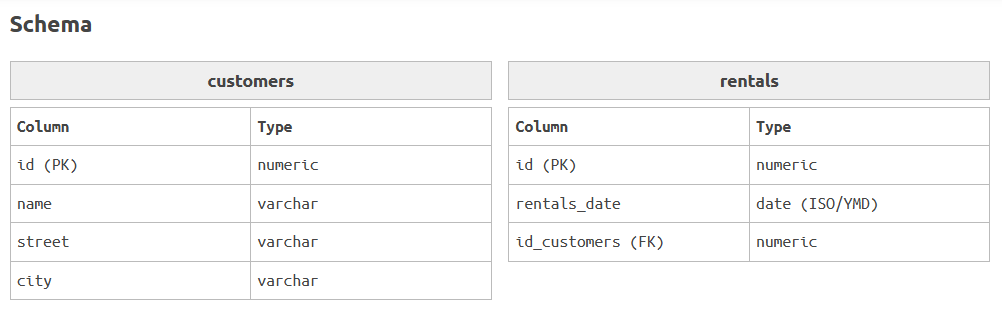 Schema
customers
Column Type
id (PK) numeric
name varchar
street varchar
city varchar
rentals
Column Type
id (PK) numeric
rentals_date date (ISO/YMD)
id_customers (FK) numeric